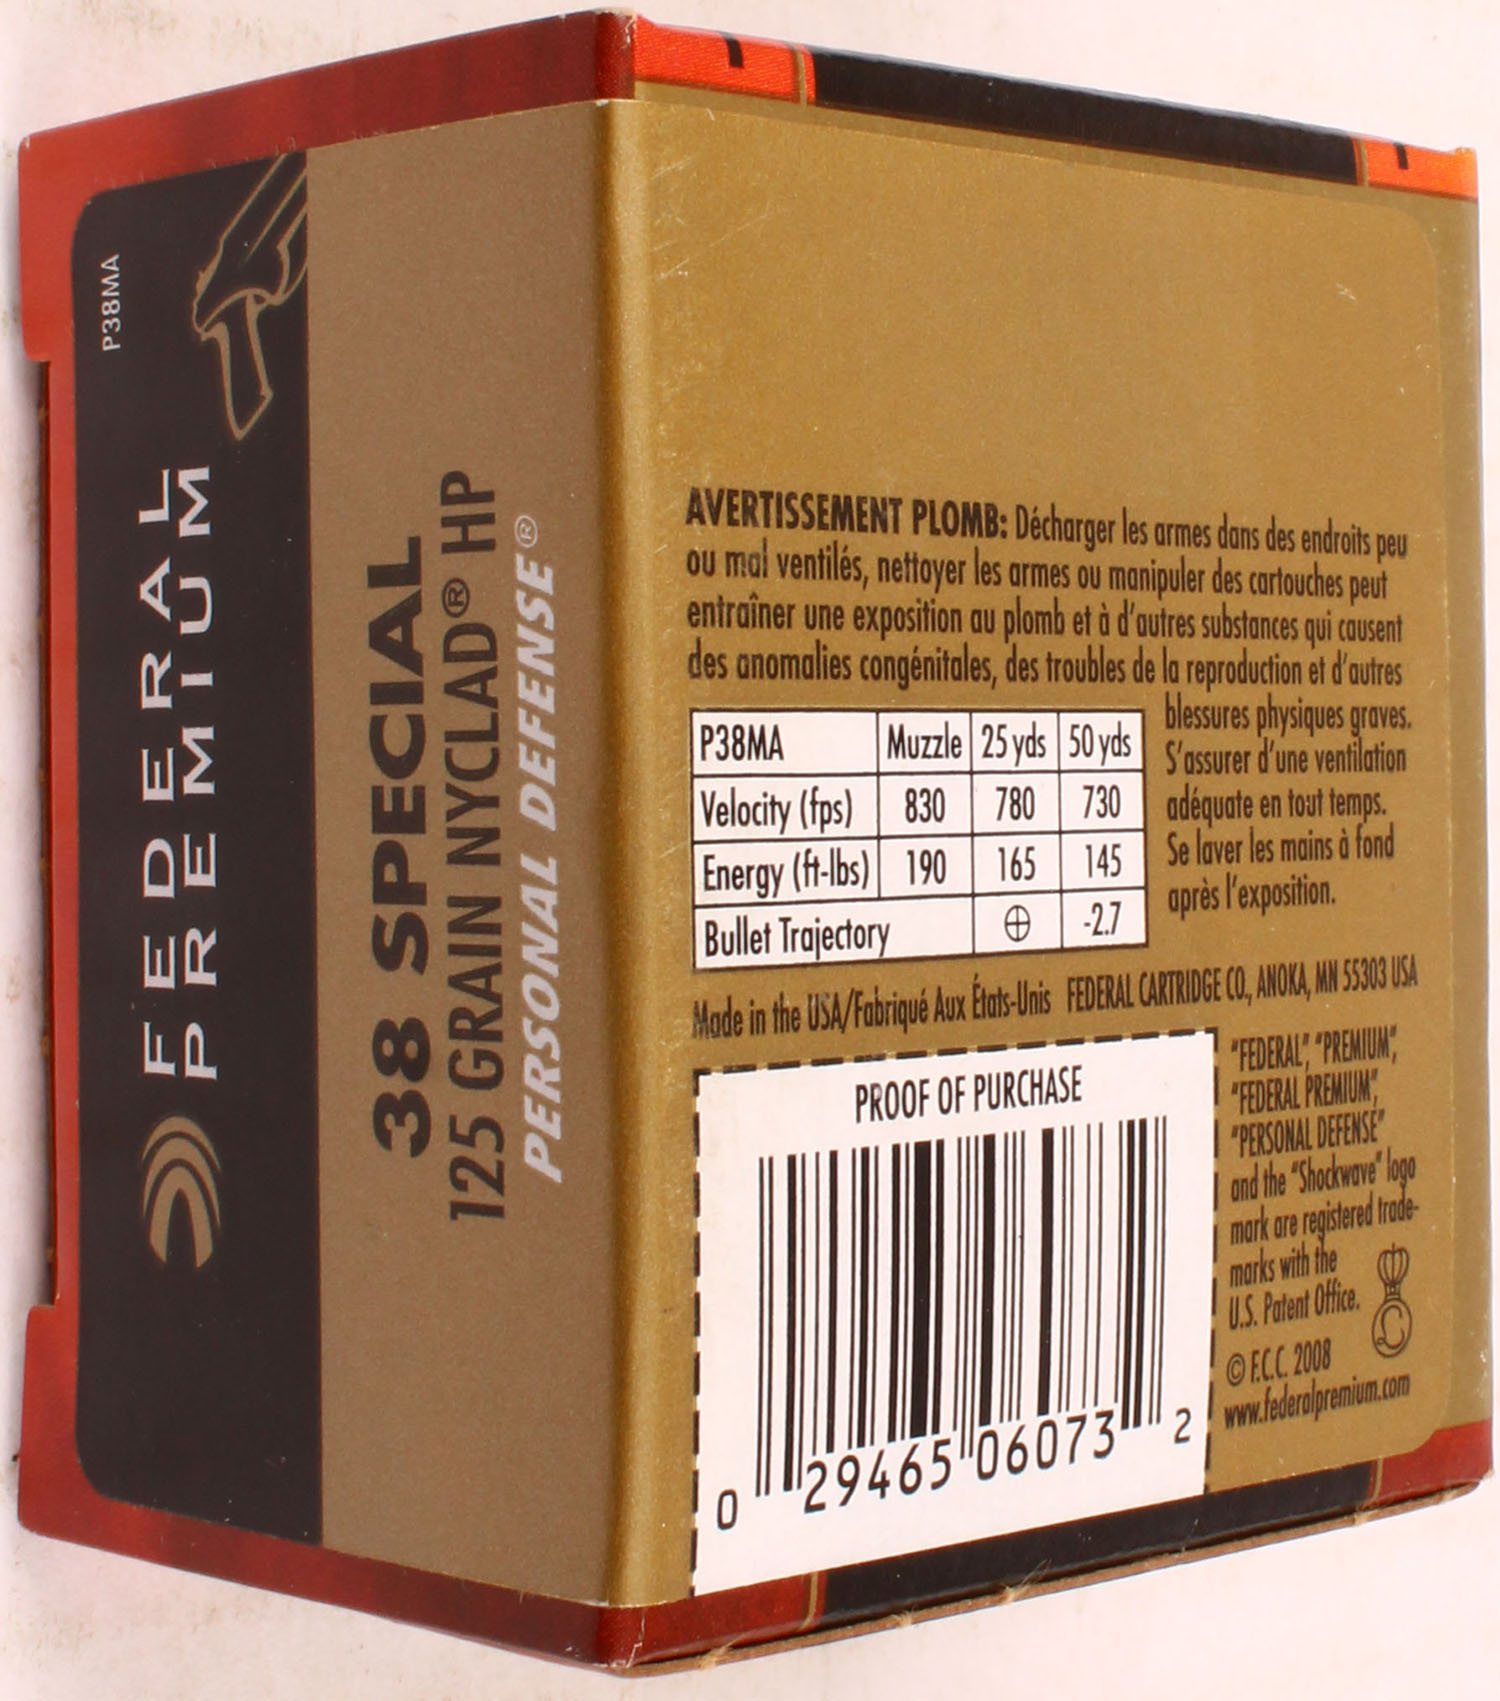 P38MA
FEDERAL
PREMIUM
38 SPECIAL
125 GRAIN NYCLAD® HP
PERSONAL DEFENSE®
AVERTISSEMENT PLOMB: Décharger les armes dans des endroits peu
ou mal ventilés, nettoyer les armes ou manipuler des cartouches peut
entraîner une exposition au plomb et à d'autres substances qui causent
des anomalies congénitales, des troubles de la reproduction et d'autres
blessures physiques graves.
S'assurer d'une ventilation
adéquate en tout temps.
Se laver les mains à fond
après l'exposition.
P38MA Muzzle 25 yds 50 yds
Velocity (fps) 830 780 730
Energy (ft-lbs) 190 165 145
Bullet Trajectory ⊕ -2.7
Made in the USA/Fabriqué Aux États-Unis FEDERAL CARTRIDGE CO., ANOKA, MN 55303 USA
PROOF OF PURCHASE
0 29465 06073 2
"FEDERAL", "PREMIUM",
"FEDERAL PREMIUM",
"PERSONAL DEFENSE"
and the "Shockwave" logo
mark are registered trade-
marks with the
U.S. Patent Office.
© F.C.C. 2008
www.federalpremium.com